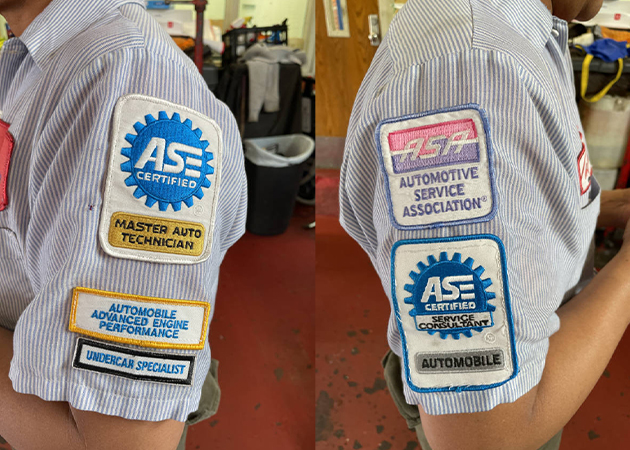 ASE
CERTIFIED
®
MASTER AUTO
TECHNICIAN
AUTOMOBILE
ADVANCED ENGINE
PERFORMANCE
UNDERCAR SPECIALIST
ASA
AUTOMOTIVE
SERVICE
ASSOCIATION®
ASE
CERTIFIED
SERVICE
CONSULTANT
AUTOMOBILE